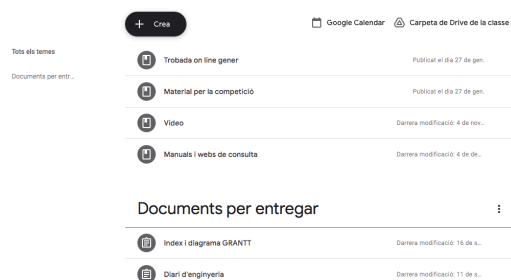 Crea
Google Calendar
Carpeta de Drive de la classe
Tots els temes
Documents per entr...
Trobada on line gener
Publicat el dia 27 de gen.
Material per la competició
Publicat el dia 27 de gen.
Vídeo
Darrera modificació: 4 de nov...
Manuals i webs de consulta
Darrera modificació: 4 de de...
Documents per entregar
Index i diagrama GRANTT
Darrera modificació: 16 de s...
Diari d'enginyeria
Darrera modificació: 11 de s...